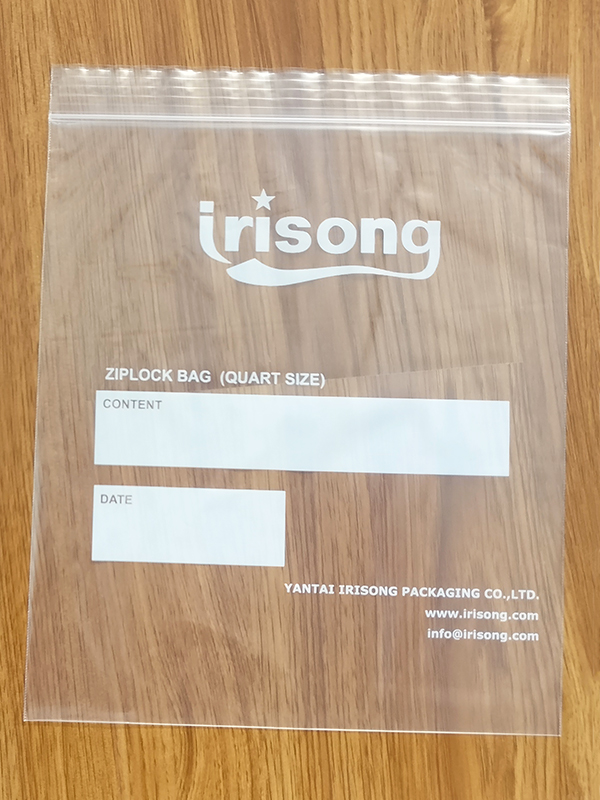 irisong
ZIPLOCK BAG (QUART SIZE)
CONTENT
DATE
YANTAI IRISONG PACKAGING CO.,LTD.
www.irisong.com
info@irisong.com